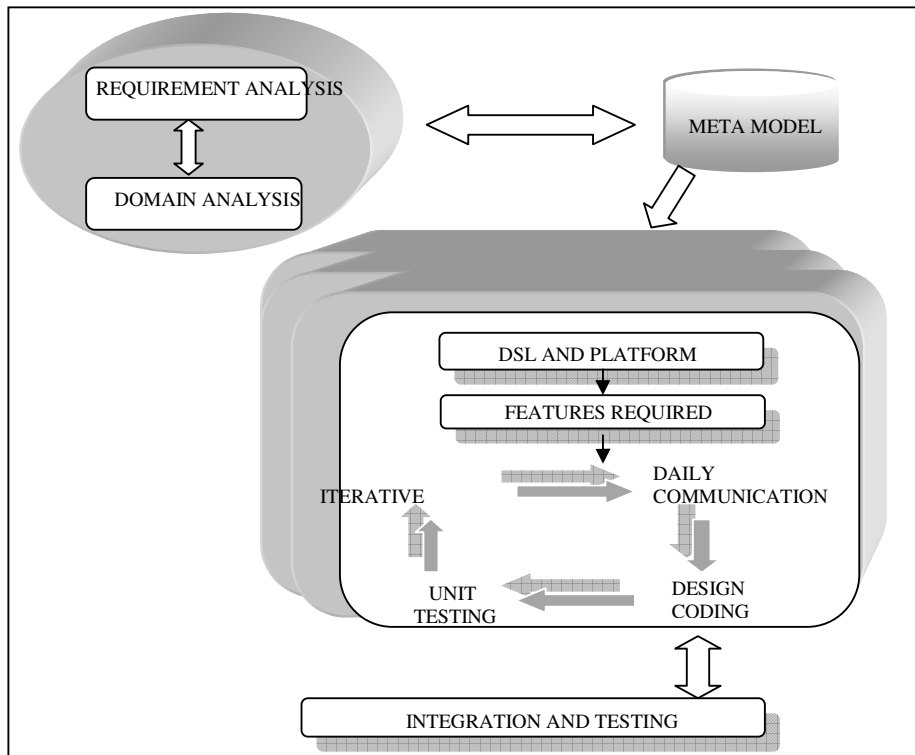 REQUIREMENT ANALYSIS
META MODEL
DOMAIN ANALYSIS
DSL AND PLATFORM
FEATURES REQUIRED
ITERATIVE
DAILY
COMMUNICATION
UNIT
TESTING
DESIGN
CODING
INTEGRATION AND TESTING